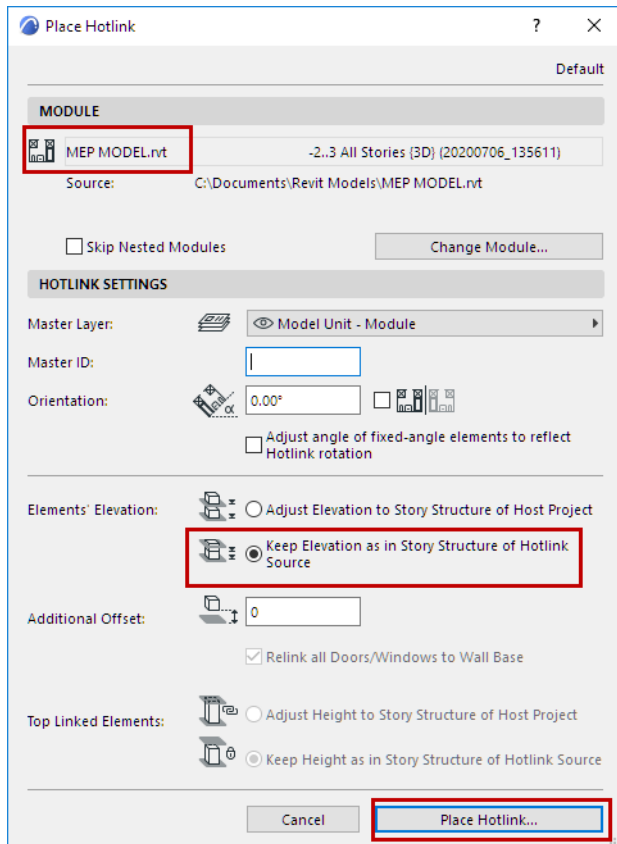 Place Hotlink
?
Default
MODULE
MEP MODEL.rvt -2..3 All Stories {3D} (20200706_135611)
Source: C:\Documents\Revit Models\MEP MODEL.rvt
Skip Nested Modules
Change Module...
HOTLINK SETTINGS
Master Layer: Model Unit - Module
Master ID:
Orientation: α 0.00°
Adjust angle of fixed-angle elements to reflect
Hotlink rotation
Elements' Elevation: Adjust Elevation to Story Structure of Host Project
Keep Elevation as in Story Structure of Hotlink
Source
Additional Offset: 0
Relink all Doors/Windows to Wall Base
Top Linked Elements: Adjust Height to Story Structure of Host Project
Keep Height as in Story Structure of Hotlink Source
Cancel Place Hotlink...